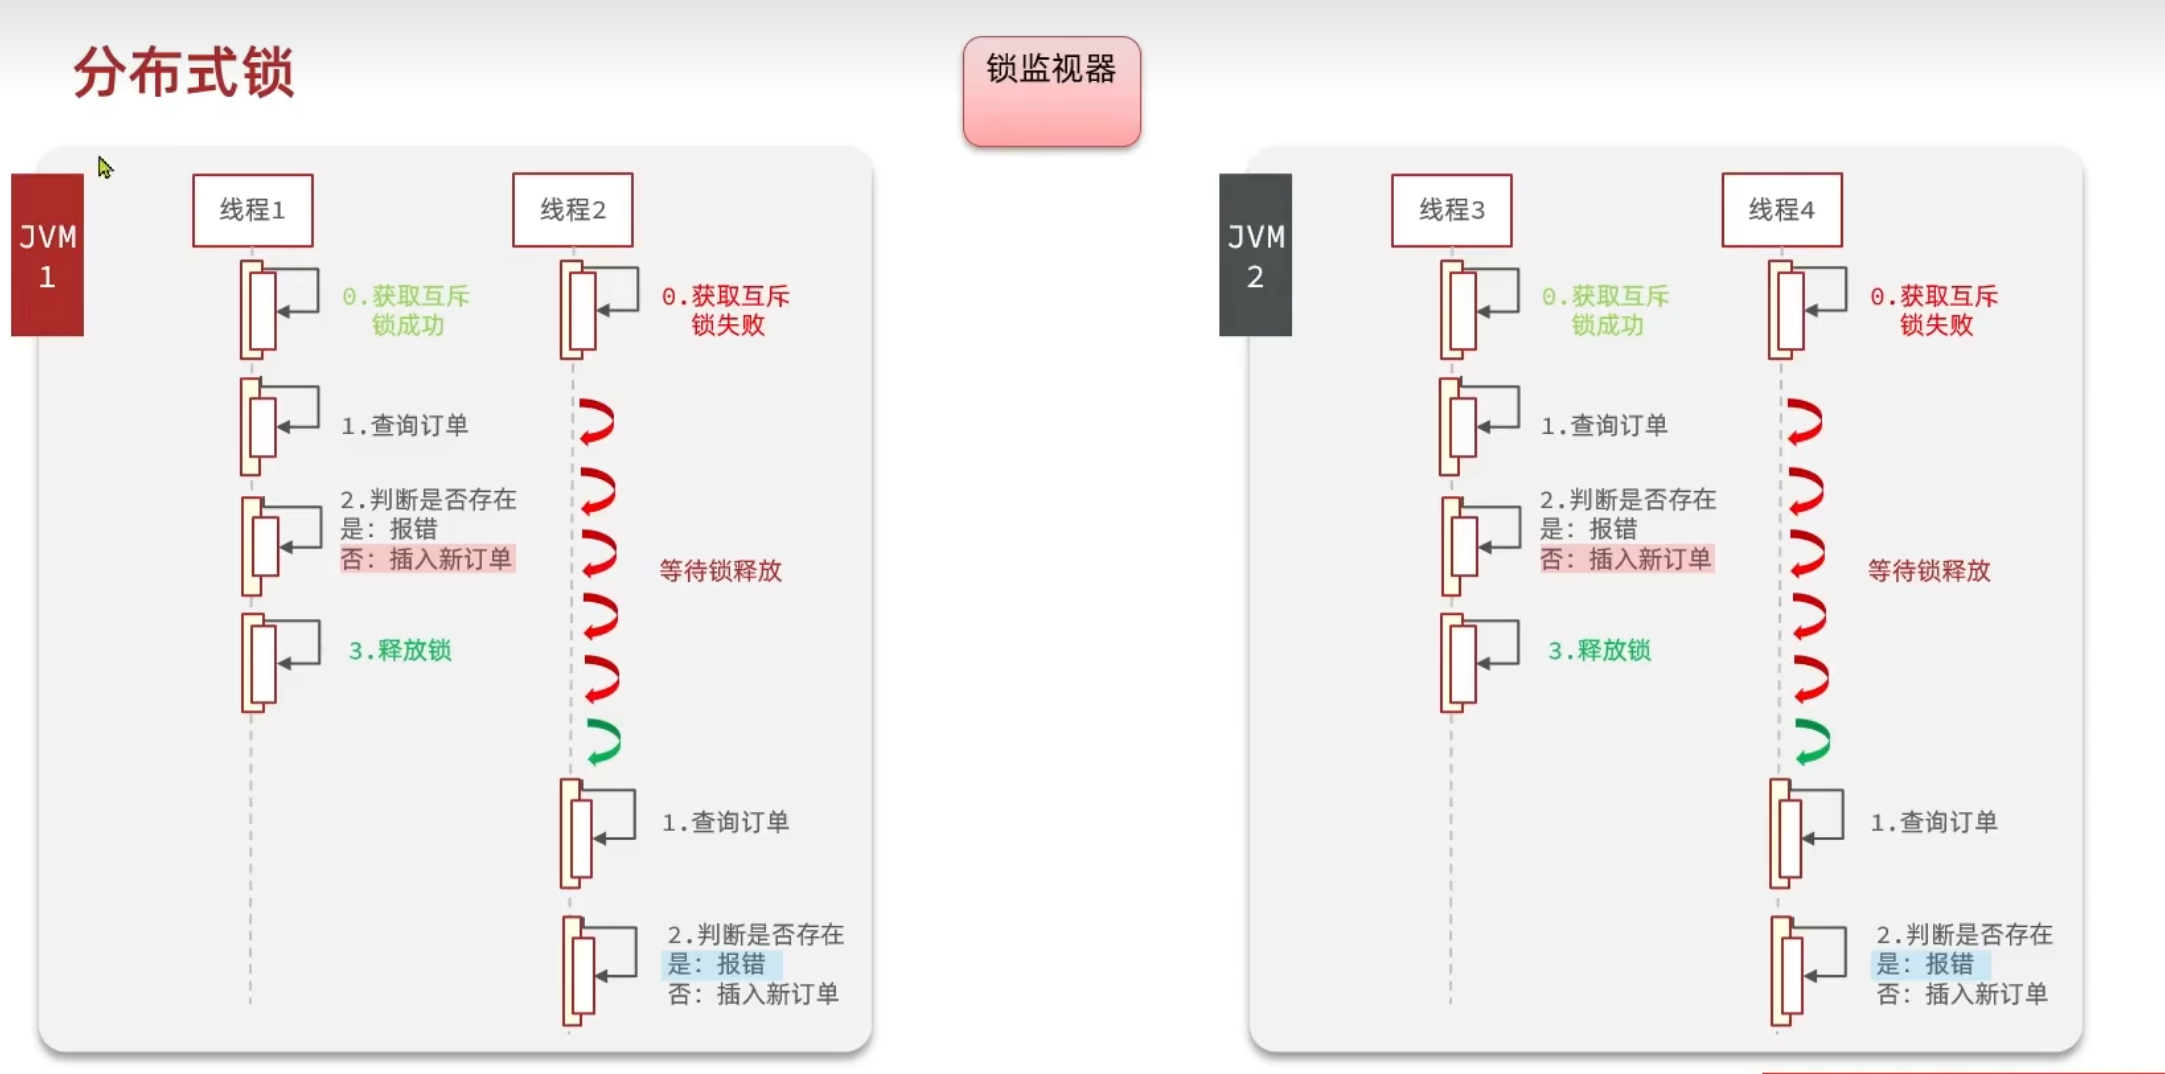 分布式锁
锁监视器
JVM
1
线程1
0.获取互斥
锁成功
1.查询订单
2.判断是否存在
是：报错
否：插入新订单
3.释放锁
线程2
0.获取互斥
锁失败
等待锁释放
1.查询订单
2.判断是否存在
是：报错
否：插入新订单
JVM
2
线程3
0.获取互斥
锁成功
1.查询订单
2.判断是否存在
是：报错
否：插入新订单
3.释放锁
线程4
0.获取互斥
锁失败
等待锁释放
1.查询订单
2.判断是否存在
是：报错
否：插入新订单